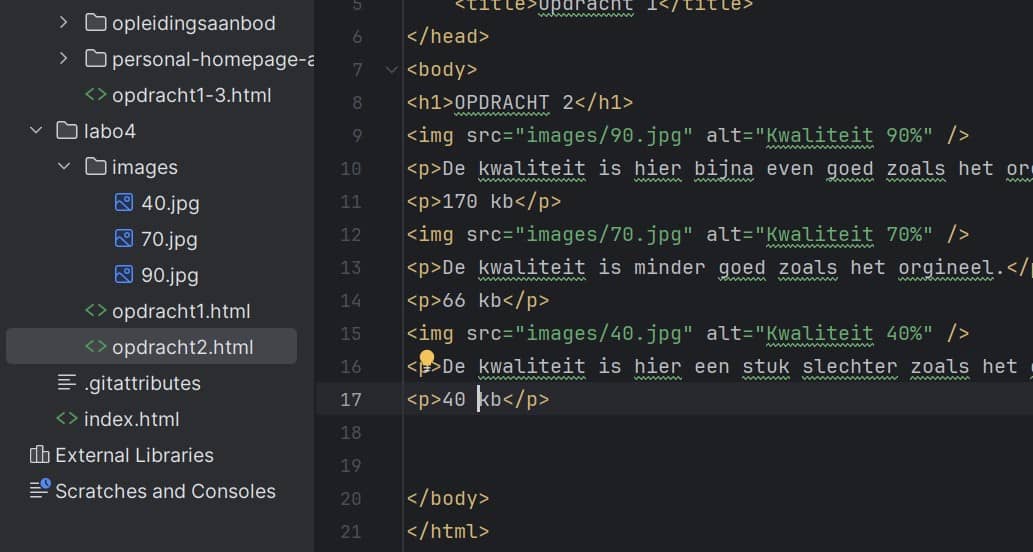 opleidingsaanbod
personal-homepage-a
opdracht1-3.html
labo4
images
40.jpg
70.jpg
90.jpg
opdracht1.html
opdracht2.html
.gitattributes
index.html
External Libraries
Scratches and Consoles
5 <title>Opdracht 1</title>
6 </head>
7 <body>
8 <h1>OPDRACHT 2</h1>
9 <img src="images/90.jpg" alt="Kwaliteit 90%" />
10 <p>De kwaliteit is hier bijna even goed zoals het org
11 <p>170 kb</p>
12 <img src="images/70.jpg" alt="Kwaliteit 70%" />
13 <p>De kwaliteit is minder goed zoals het orgineel.</p
14 <p>66 kb</p>
15 <img src="images/40.jpg" alt="Kwaliteit 40%" />
16 <p>De kwaliteit is hier een stuk slechter zoals het
17 <p>40 kb</p>
18
19
20 </body>
21 </html>